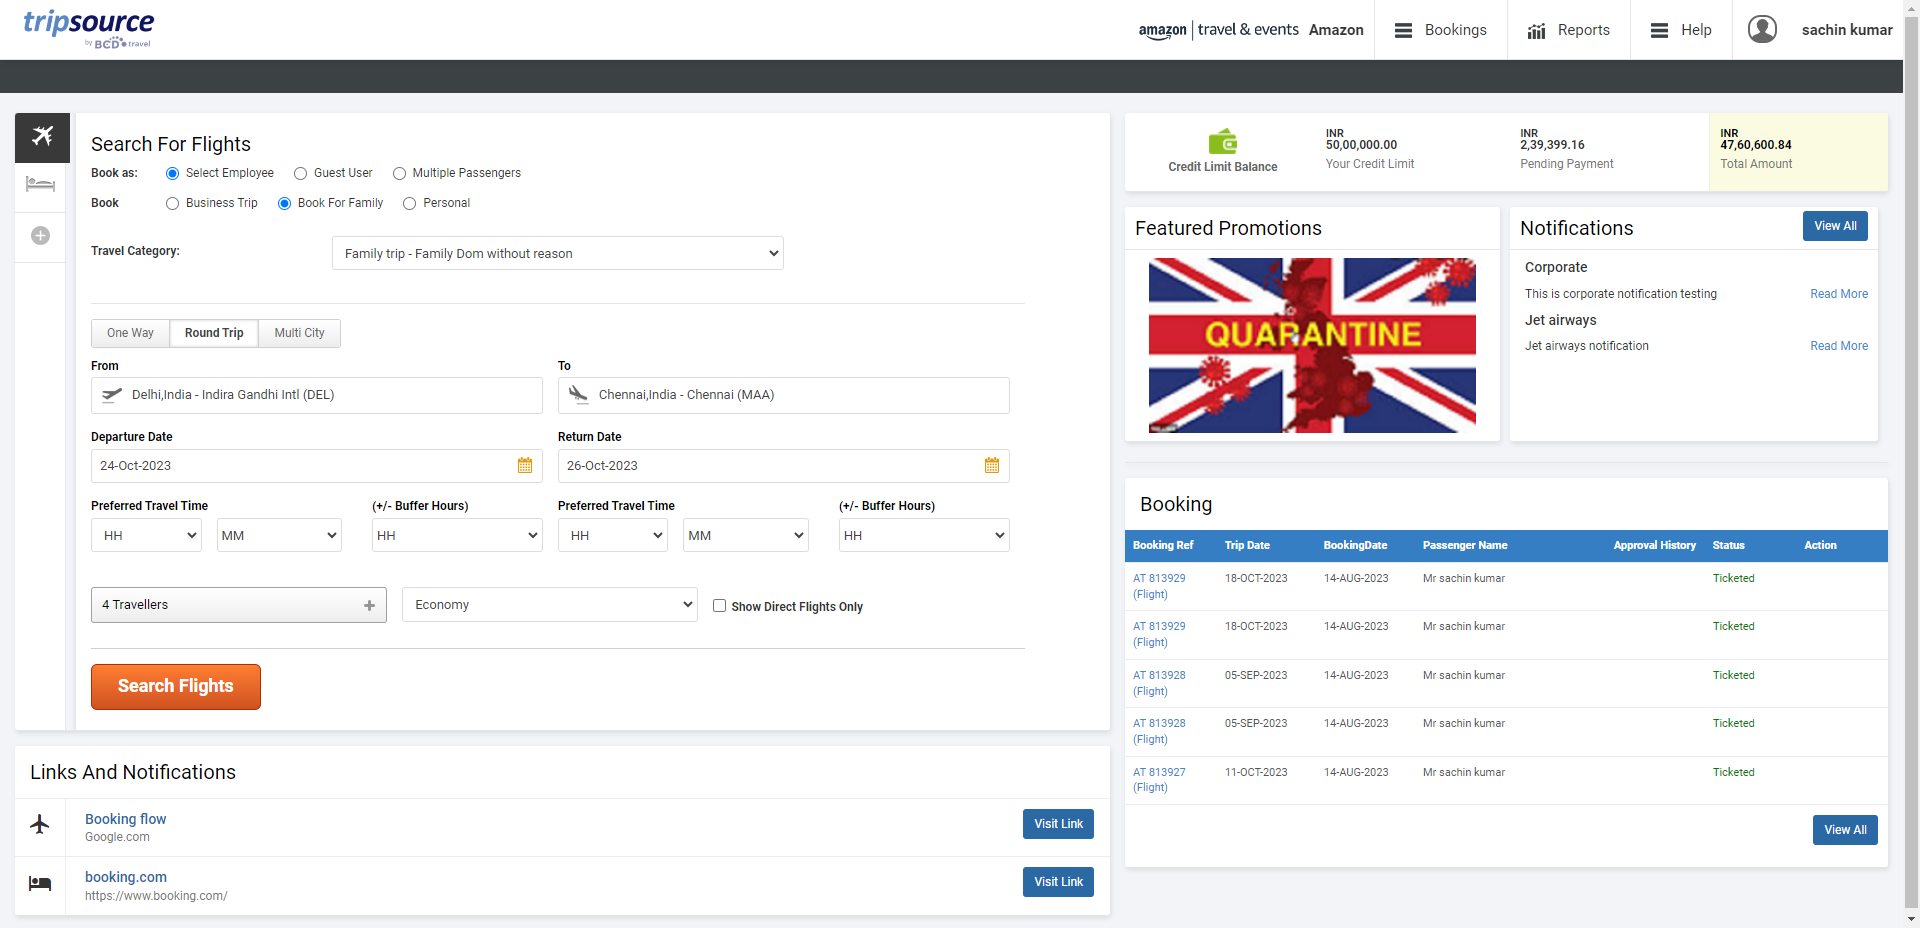 tripsource
by BCD travel
amazon | travel & events Amazon
Bookings
Reports
Help
sachin kumar
Search For Flights
Book as: Select Employee Guest User Multiple Passengers
Book Business Trip Book For Family Personal
Travel Category: Family trip - Family Dom without reason
One Way Round Trip Multi City
From To
Delhi,India - Indira Gandhi Intl (DEL) Chennai,India - Chennai (MAA)
Departure Date Return Date
24-Oct-2023 26-Oct-2023
Preferred Travel Time (+/- Buffer Hours) Preferred Travel Time (+/- Buffer Hours)
HH MM HH HH MM HH
4 Travellers Economy Show Direct Flights Only
Search Flights
Links And Notifications
Booking flow
Google.com
Visit Link
booking.com
https://www.booking.com/
Visit Link
Credit Limit Balance
INR
50,00,000.00
Your Credit Limit
INR
2,39,399.16
Pending Payment
INR
47,60,600.84
Total Amount
Featured Promotions
QUARANTINE
Notifications
View All
Corporate
This is corporate notification testing Read More
Jet airways
Jet airways notification Read More
Booking
Booking Ref Trip Date BookingDate Passenger Name Approval History Status Action
AT 813929 18-OCT-2023 14-AUG-2023 Mr sachin kumar Ticketed
(Flight)
AT 813929 18-OCT-2023 14-AUG-2023 Mr sachin kumar Ticketed
(Flight)
AT 813928 05-SEP-2023 14-AUG-2023 Mr sachin kumar Ticketed
(Flight)
AT 813928 05-SEP-2023 14-AUG-2023 Mr sachin kumar Ticketed
(Flight)
AT 813927 11-OCT-2023 14-AUG-2023 Mr sachin kumar Ticketed
(Flight)
View All